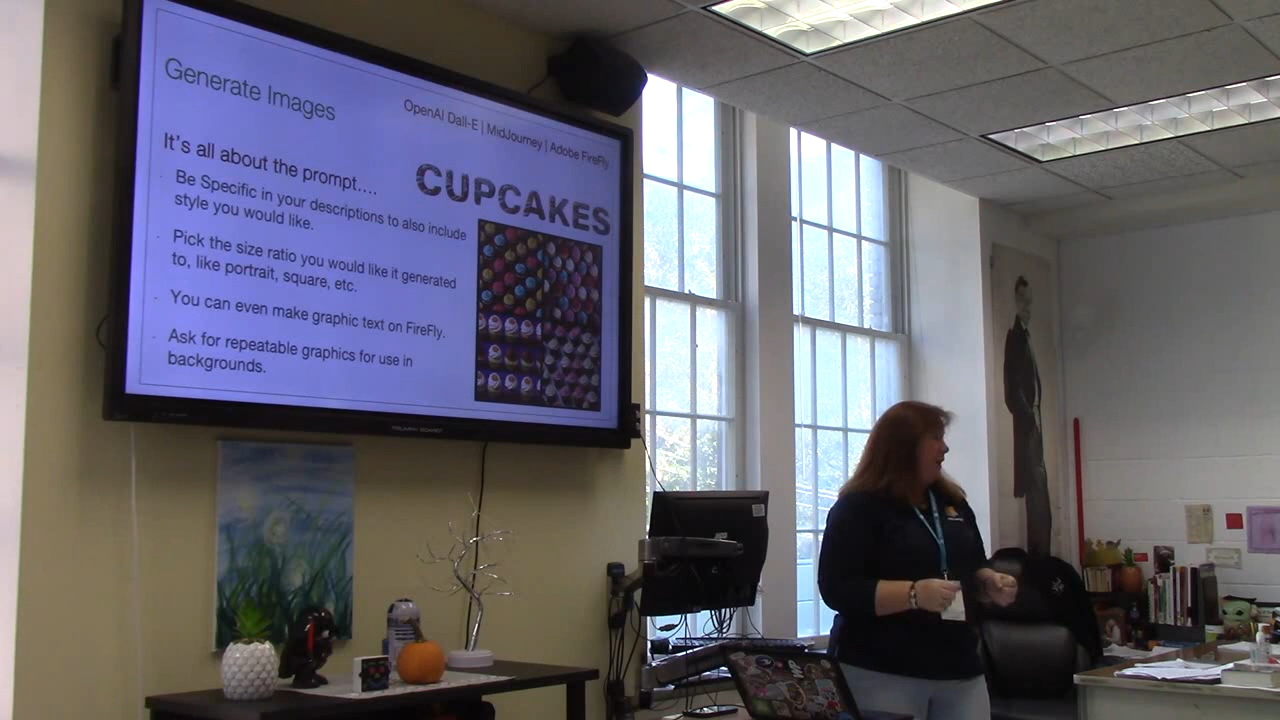 Generate Images
OpenAI Dall-E | MidJourney | Adobe FireFly
It's all about the prompt....
CUPCAKES
Be Specific in your descriptions to also include
style you would like.
Pick the size ratio you would like it generated
to, like portrait, square, etc.
You can even make graphic text on FireFly.
Ask for repeatable graphics for use in
backgrounds.